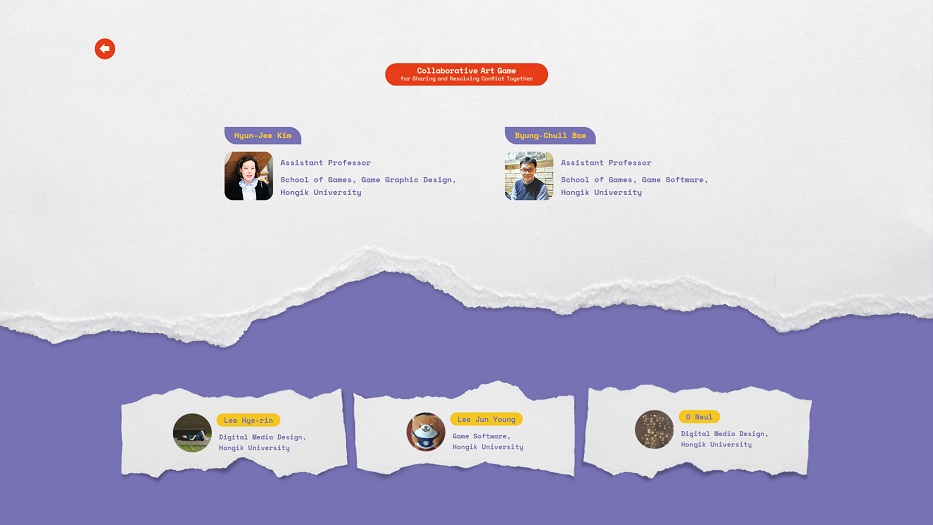 Collaborative Art Game
for Sharing and Resolving Conflict Together
Hyun-Jee Kim
Assistant Professor
School of Games, Game Graphic Design,
Hongik University
Byung-Chull Bae
Assistant Professor
School of Games, Game Software,
Hongik University
Lee Hye-rin
Digital Media Design,
Hongik University
Lee Jun Young
Game Software,
Hongik University
O Neul
Digital Media Design,
Hongik University